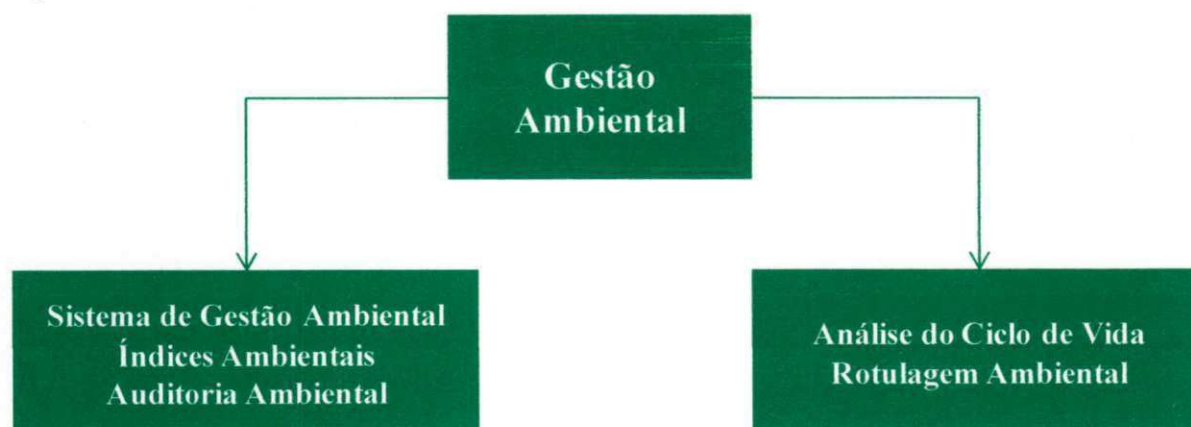 Gestão
Ambiental
Sistema de Gestão Ambiental
Índices Ambientais
Auditoria Ambiental
Análise do Ciclo de Vida
Rotulagem Ambiental